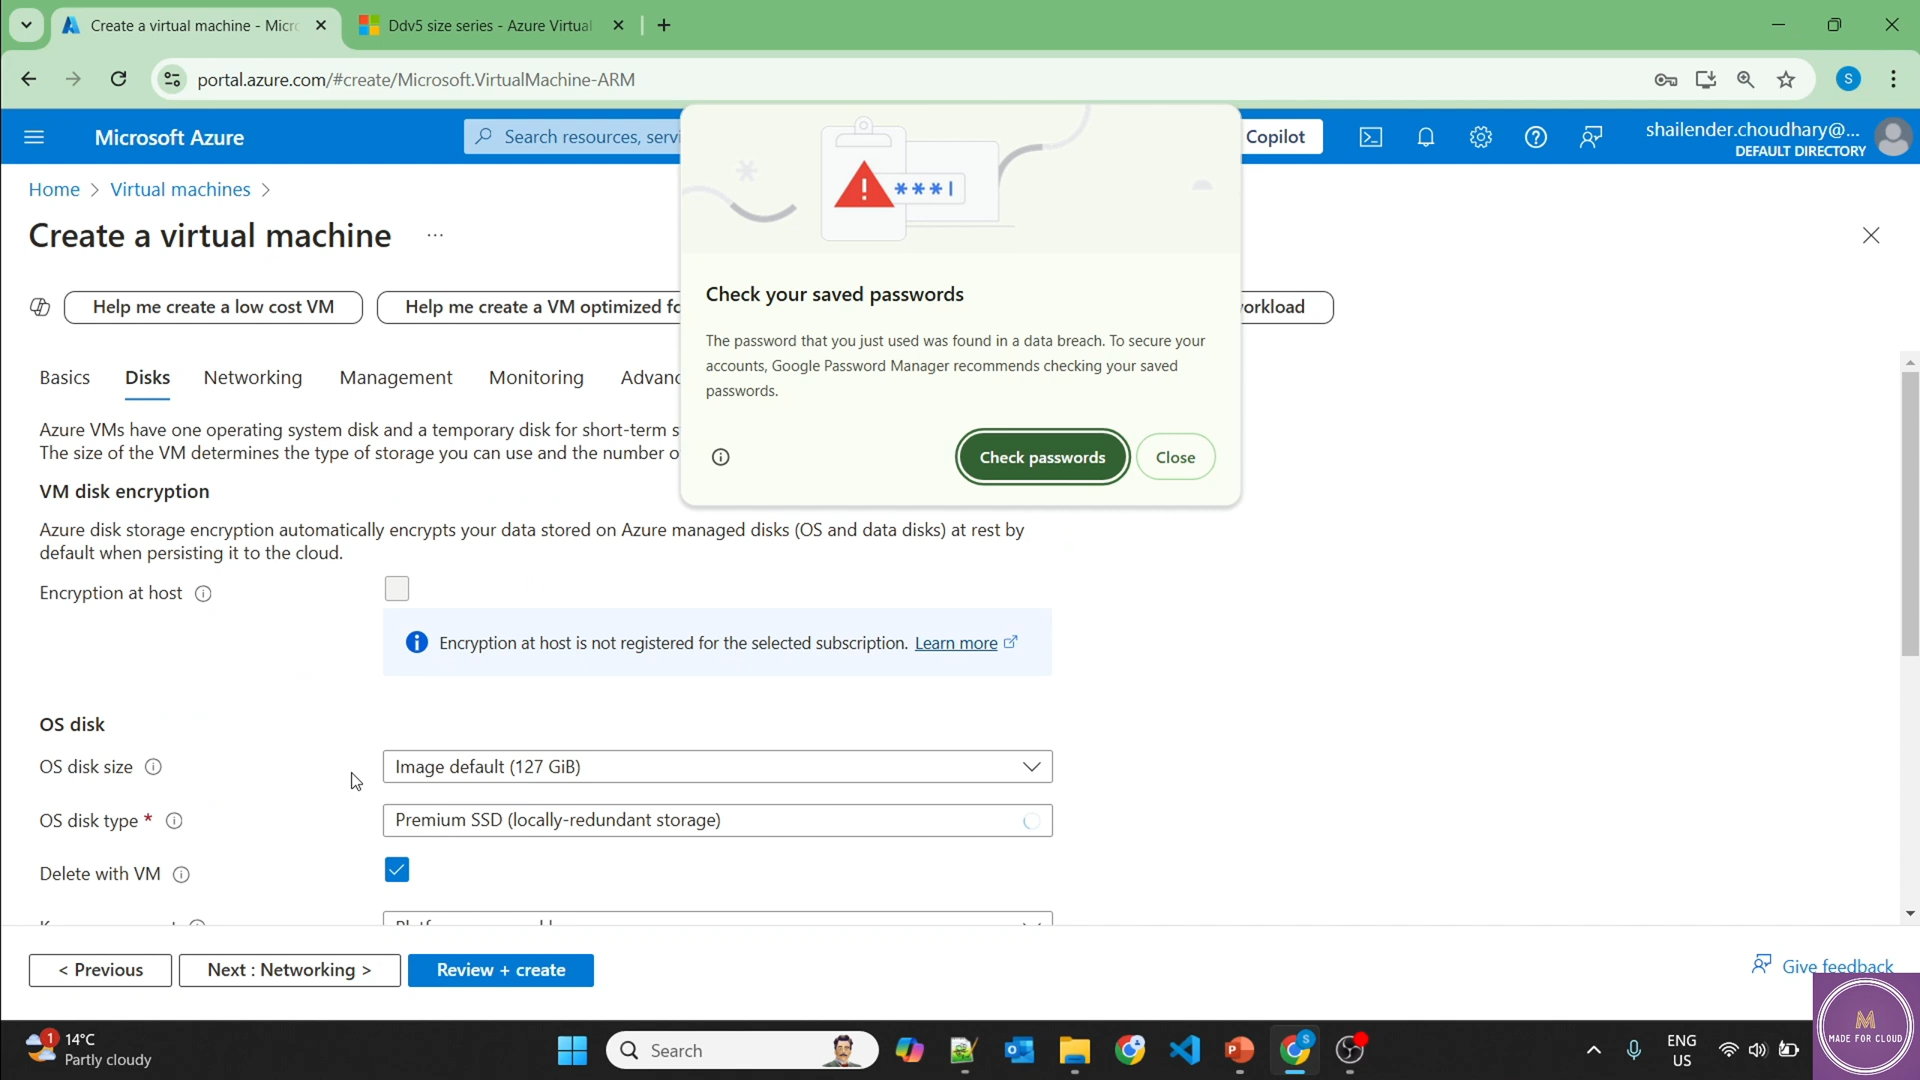 Create a virtual machine - Micr
Ddv5 size series - Azure Virtual
portal.azure.com/#create/Microsoft.VirtualMachine-ARM
S
Microsoft Azure
Search resources, servi
Copilot
shailender.choudhary@...
DEFAULT DIRECTORY
Home > Virtual machines >
Create a virtual machine ...
***|
Help me create a low cost VM
Help me create a VM optimized fo
orkload
Check your saved passwords
The password that you just used was found in a data breach. To secure your
accounts, Google Password Manager recommends checking your saved
passwords.
Check passwords
Close
Basics Disks Networking Management Monitoring Advanc
Azure VMs have one operating system disk and a temporary disk for short-term s
The size of the VM determines the type of storage you can use and the number o
VM disk encryption
Azure disk storage encryption automatically encrypts your data stored on Azure managed disks (OS and data disks) at rest by
default when persisting it to the cloud.
Encryption at host
Encryption at host is not registered for the selected subscription. Learn more
OS disk
OS disk size
Image default (127 GiB)
OS disk type *
Premium SSD (locally-redundant storage)
Delete with VM
< Previous
Next : Networking >
Review + create
Give feedback
1
14°C
Partly cloudy
Search
S
ENG
US
M
MADE FOR CLOUD